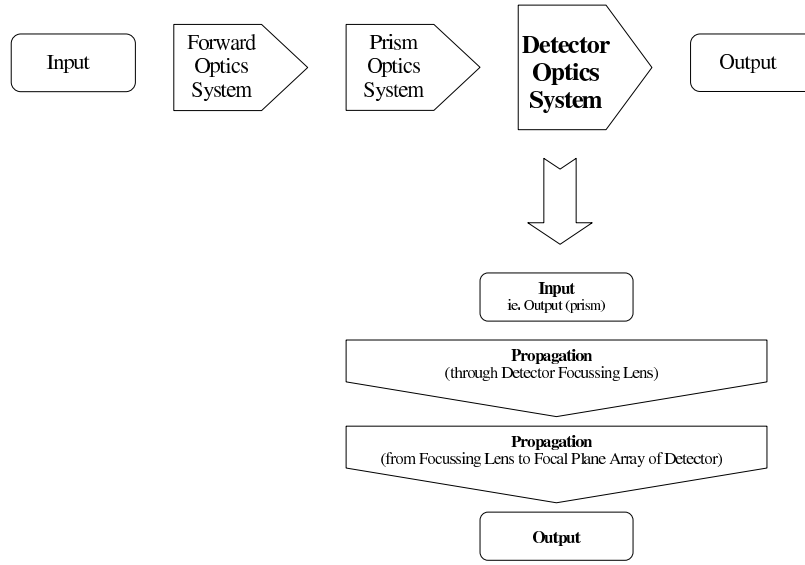 Input
Forward
Optics
System
Prism
Optics
System
Detector
Optics
System
Output
Input
ie. Output (prism)
Propagation
(through Detector Focussing Lens)
Propagation
(from Focussing Lens to Focal Plane Array of Detector)
Output